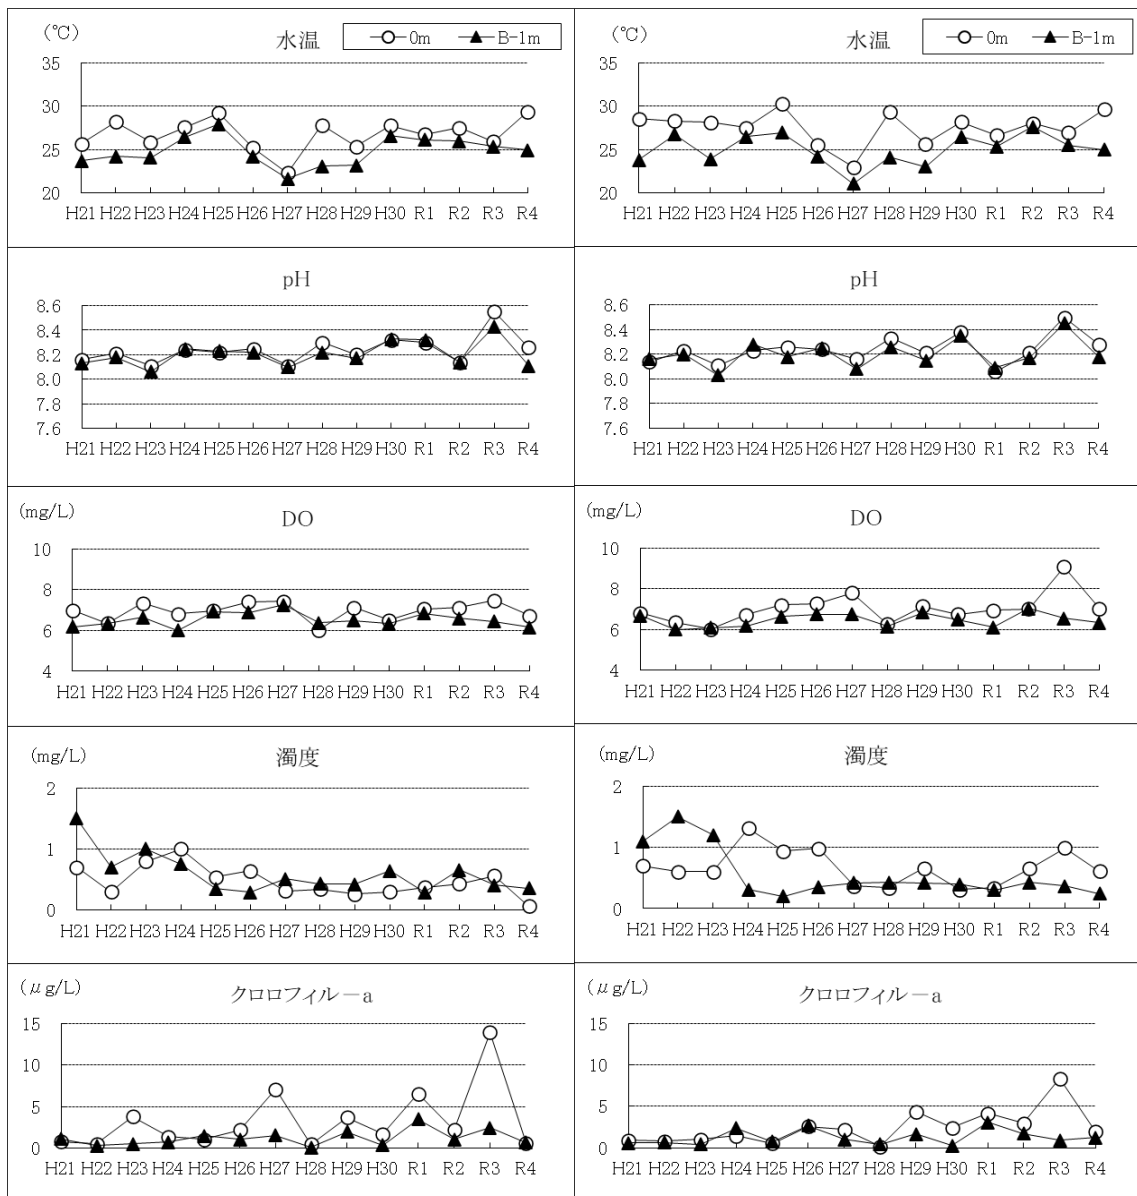 (℃)
水温
0m
B-1m
35
30
25
20
H21 H22 H23 H24 H25 H26 H27 H28 H29 H30 R1 R2 R3 R4
(℃)
水温
0m
B-1m
35
30
25
20
H21 H22 H23 H24 H25 H26 H27 H28 H29 H30 R1 R2 R3 R4
pH
8.6
8.4
8.2
8.0
7.8
7.6
H21 H22 H23 H24 H25 H26 H27 H28 H29 H30 R1 R2 R3 R4
pH
8.6
8.4
8.2
8.0
7.8
7.6
H21 H22 H23 H24 H25 H26 H27 H28 H29 H30 R1 R2 R3 R4
(mg/L)
DO
10
8
6
4
H21 H22 H23 H24 H25 H26 H27 H28 H29 H30 R1 R2 R3 R4
(mg/L)
DO
10
8
6
4
H21 H22 H23 H24 H25 H26 H27 H28 H29 H30 R1 R2 R3 R4
(mg/L)
濁度
2
1
0
H21 H22 H23 H24 H25 H26 H27 H28 H29 H30 R1 R2 R3 R4
(mg/L)
濁度
2
1
0
H21 H22 H23 H24 H25 H26 H27 H28 H29 H30 R1 R2 R3 R4
(μg/L)
クロロフィル－a
15
10
5
0
H21 H22 H23 H24 H25 H26 H27 H28 H29 H30 R1 R2 R3 R4
(μg/L)
クロロフィル－a
15
10
5
0
H21 H22 H23 H24 H25 H26 H27 H28 H29 H30 R1 R2 R3 R4